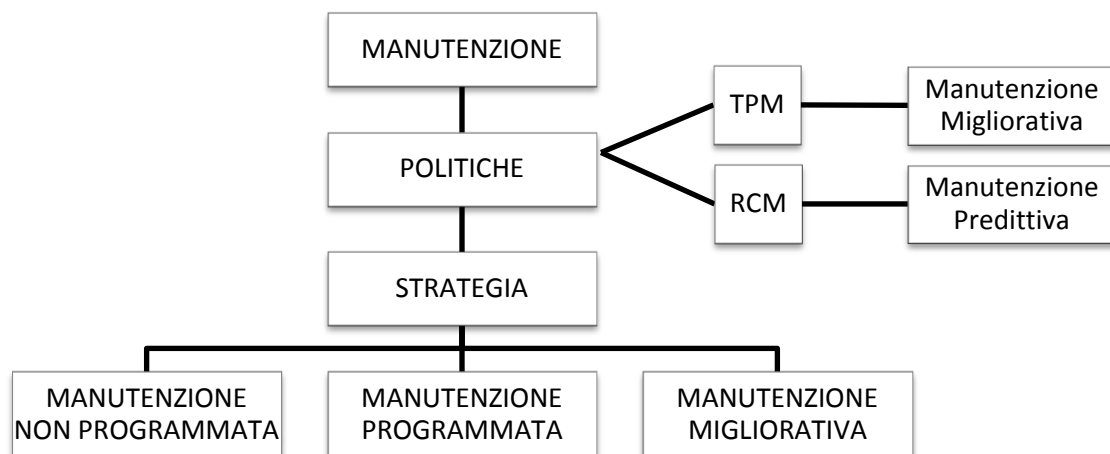 MANUTENZIONE
POLITICHE
STRATEGIA
TPM
Manutenzione
Migliorativa
RCM
Manutenzione
Predittiva
MANUTENZIONE
NON PROGRAMMATA
MANUTENZIONE
PROGRAMMATA
MANUTENZIONE
MIGLIORATIVA